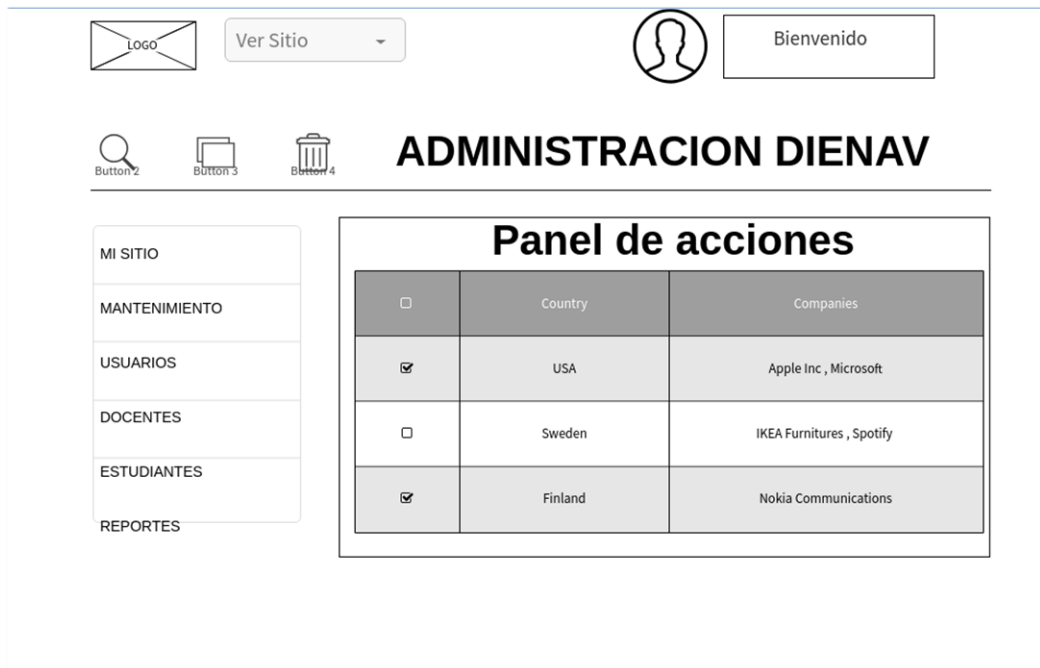 LOGO
Ver Sitio
Bienvenido
Button 2
Button 3
Button 4
ADMINISTRACION DIENAV
MI SITIO
MANTENIMIENTO
USUARIOS
DOCENTES
ESTUDIANTES
REPORTES
Panel de acciones
Country Companies
USA Apple Inc , Microsoft
Sweden IKEA Furnitures , Spotify
Finland Nokia Communications